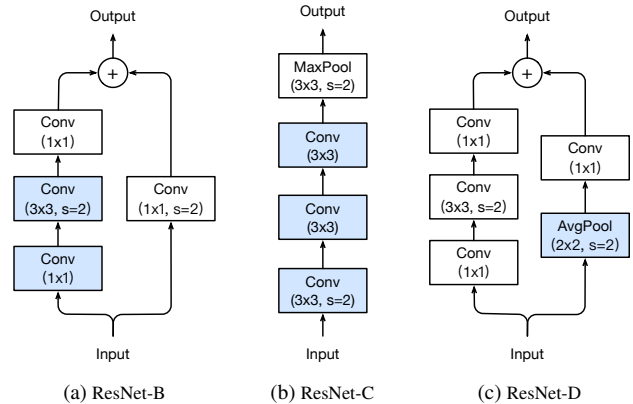 Output
+
Conv
(1x1)
Conv
(3x3, s=2)
Conv
(1x1)
Conv
(1x1, s=2)
Input
(a) ResNet-B
Output
MaxPool
(3x3, s=2)
Conv
(3x3)
Conv
(3x3)
Conv
(3x3, s=2)
Input
(b) ResNet-C
Output
+
Conv
(1x1)
Conv
(3x3, s=2)
Conv
(1x1)
Conv
(1x1)
AvgPool
(2x2, s=2)
Input
(c) ResNet-D